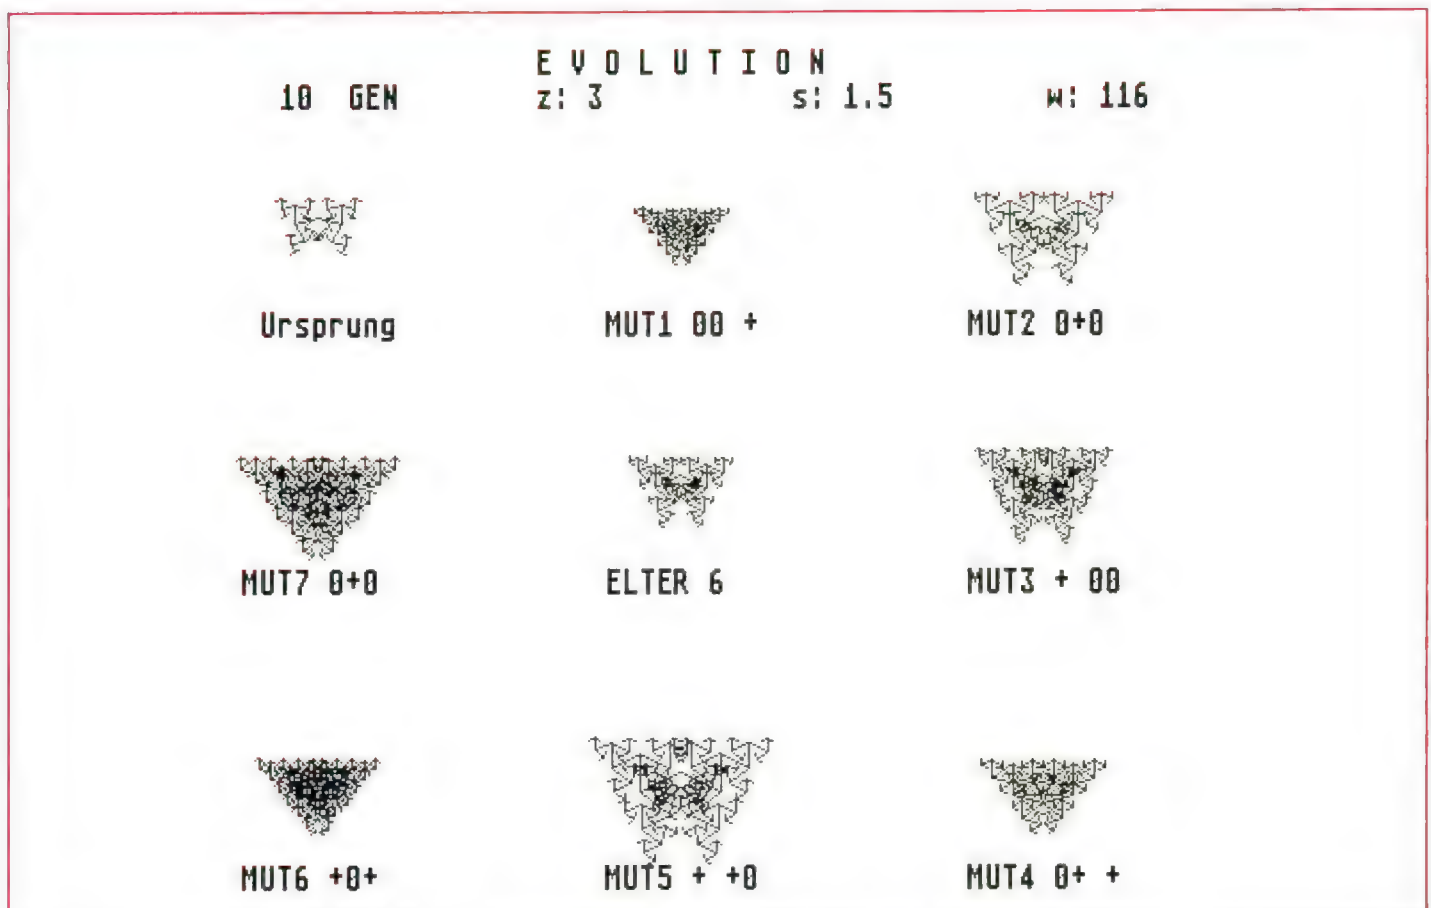 E V O L U T I O N
10 GEN z: 3 s: 1.5 w: 116
Ursprung MUT1 00 + MUT2 0+0
MUT7 0+0 ELTER 6 MUT3 + 00
MUT6 +0+ MUT5 + +0 MUT4 0+ +